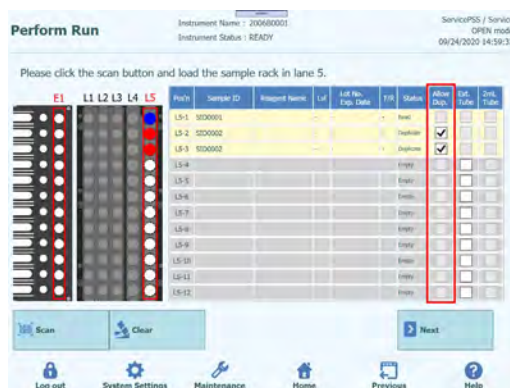 Perform Run
Instrument Name : 200680001
Instrument Status : READY
ServicePSS / Servic
OPEN mod
09/24/2020 14:59:3
Please click the scan button and load the sample rack in lane 5.
E1 L1 L2 L3 L4 L5
Pos'n Sample ID Reagent Name Lvl Lot No. Exp. Date F/R Status Allow Dup. Ext. Tube 2mL Tube
L5-1 SID0001 - - - Read
L5-2 SID0002 - - - Duplicate
L5-3 SID0002 - - - Duplicate
L5-4 Empty
L5-5 Empty
L5-6 Empty
L5-7 Empty
L5-8 Empty
L5-9 Empty
L5-10 Empty
L5-11 Empty
L5-12 Empty
Scan Clear Next
Log out System Settings Maintenance Home Previous Help